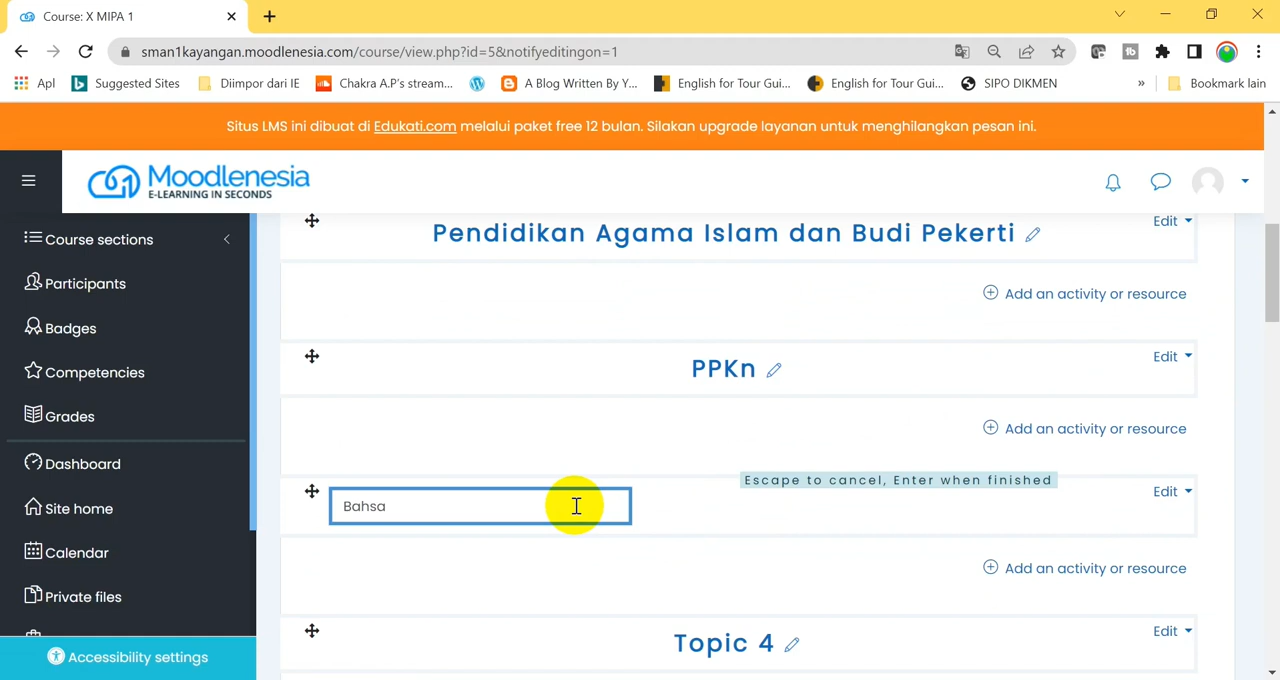 Course: X MIPA 1
sman1kayangan.moodlenesia.com/course/view.php?id=5&notifyeditingon=1
Apl Suggested Sites Diimpor dari IE Chakra A.P's stream... A Blog Written By Y... English for Tour Gui... English for Tour Gui... SIPO DIKMEN » Bookmark lain
Situs LMS ini dibuat di Edukati.com melalui paket free 12 bulan. Silakan upgrade layanan untuk menghilangkan pesan ini.
Moodlenesia
E-LEARNING IN SECONDS
Course sections
Participants
Badges
Competencies
Grades
Dashboard
Site home
Calendar
Private files
Accessibility settings
Pendidikan Agama Islam dan Budi Pekerti
Edit
Add an activity or resource
PPKn
Edit
Add an activity or resource
Escape to cancel, Enter when finished
Bahsa
Edit
Add an activity or resource
Topic 4
Edit